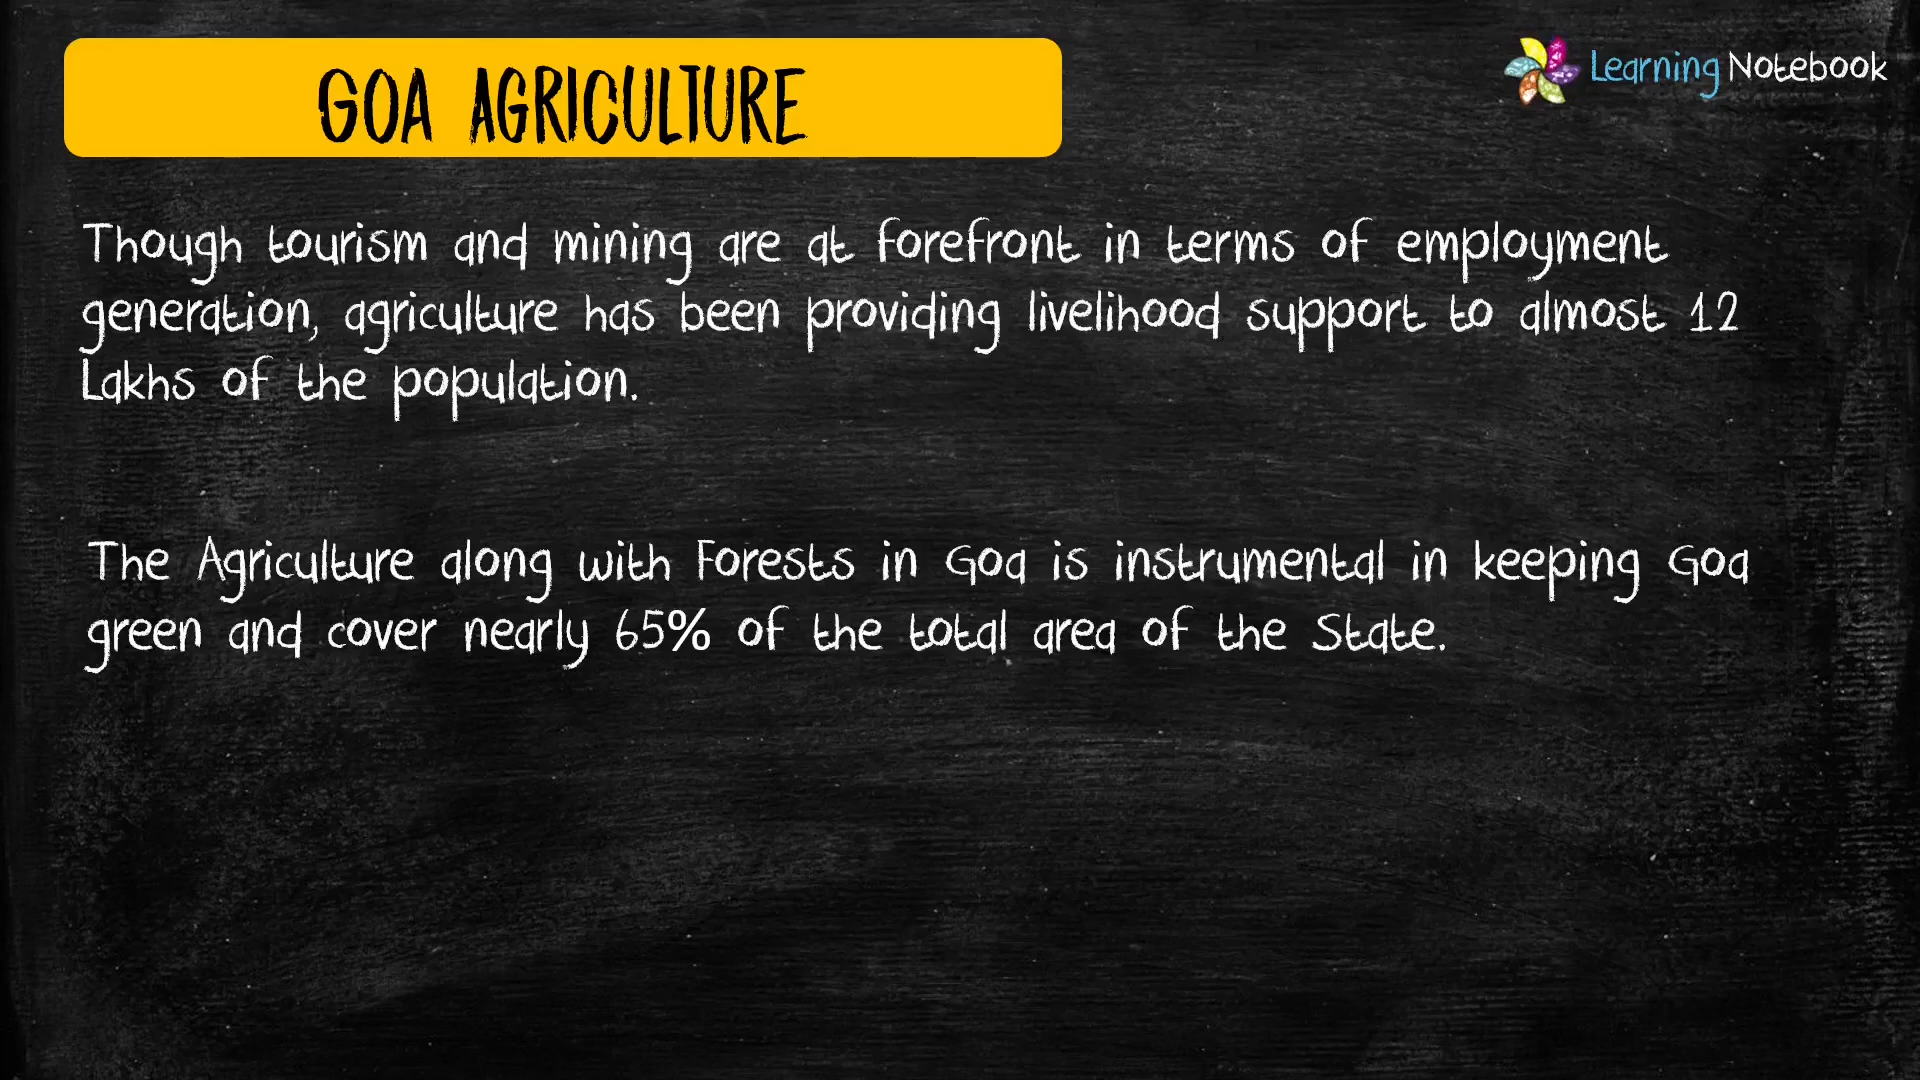 GOA AGRICULTURE
Learning Notebook
Though tourism and mining are at forefront in terms of employment
generation, agriculture has been providing livelihood support to almost 12
Lakhs of the population.
The Agriculture along with Forests in Goa is instrumental in keeping Goa
green and cover nearly 65% of the total area of the State.